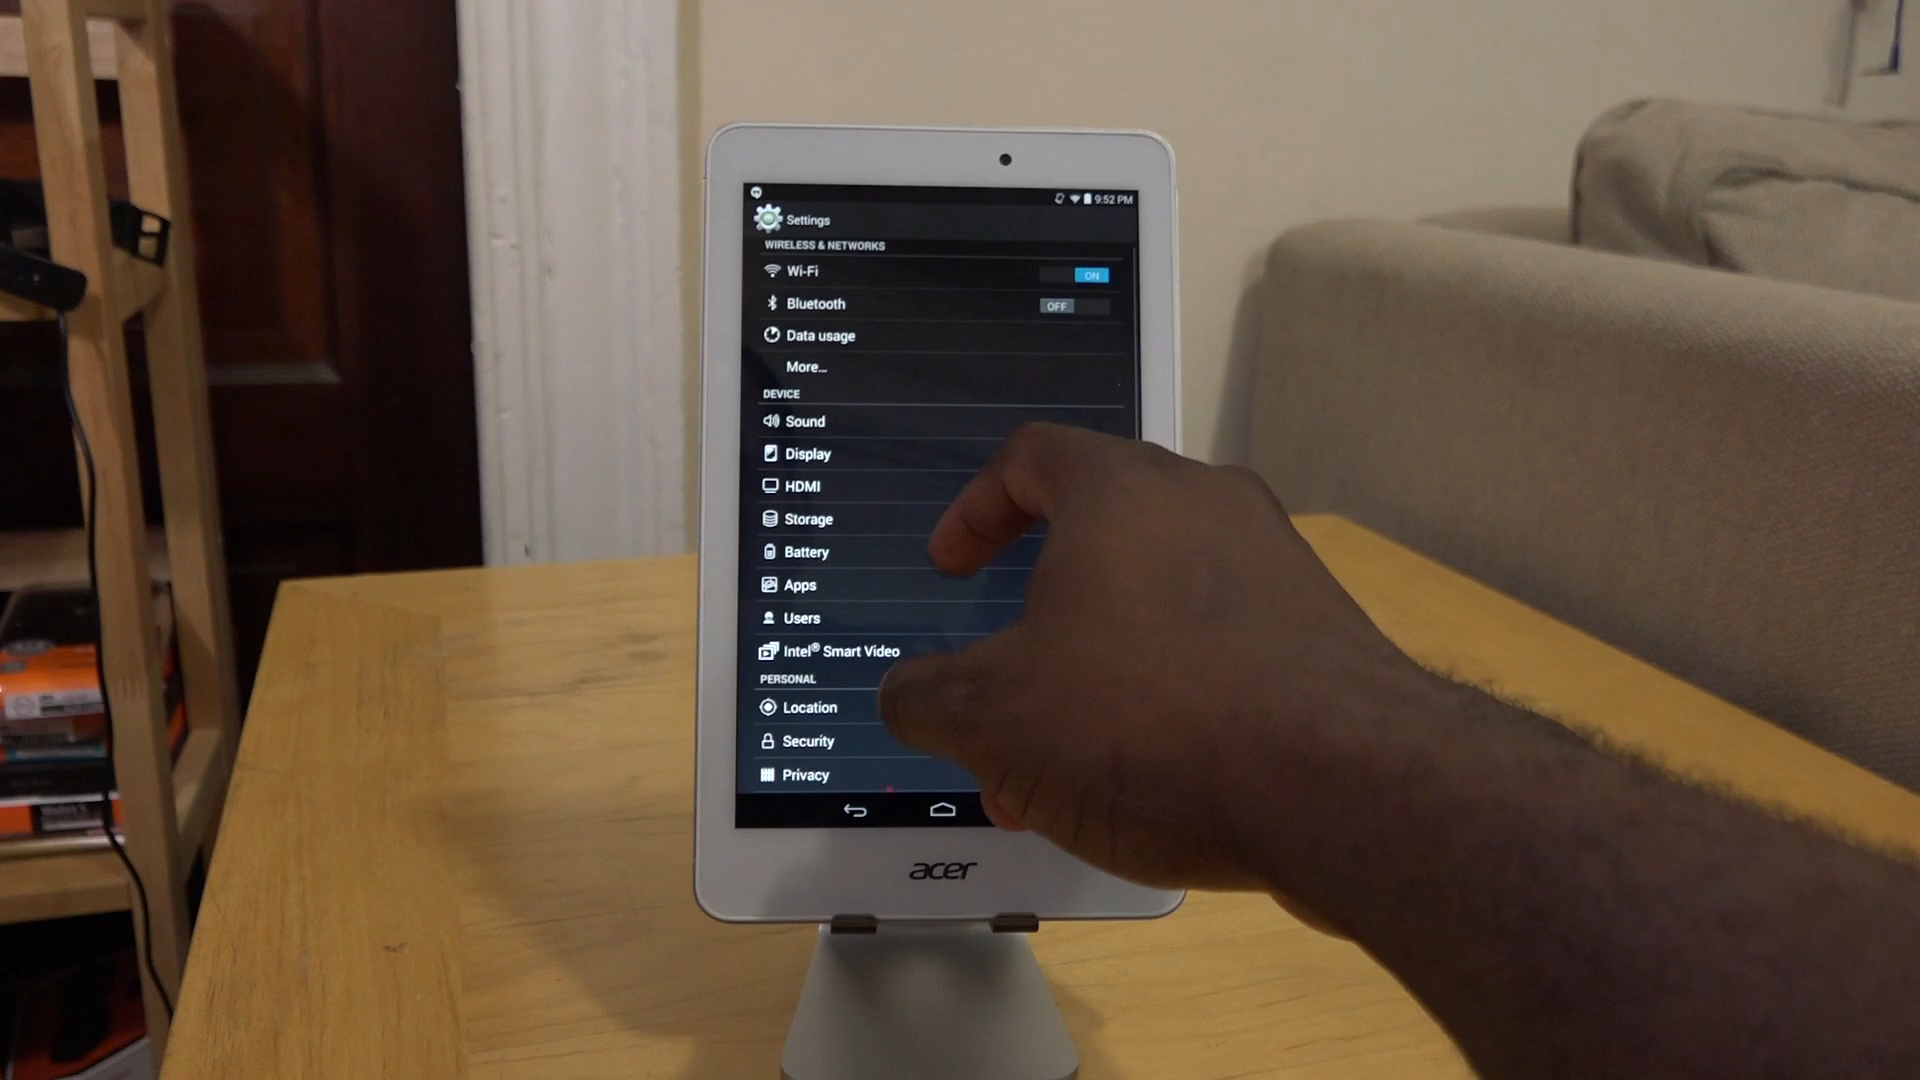 9:52 PM
Settings
WIRELESS & NETWORKS
Wi-Fi
ON
Bluetooth
OFF
Data usage
More...
DEVICE
Sound
Display
HDMI
Storage
Battery
Apps
Users
Intel® Smart Video
PERSONAL
Location
Security
Privacy
acer